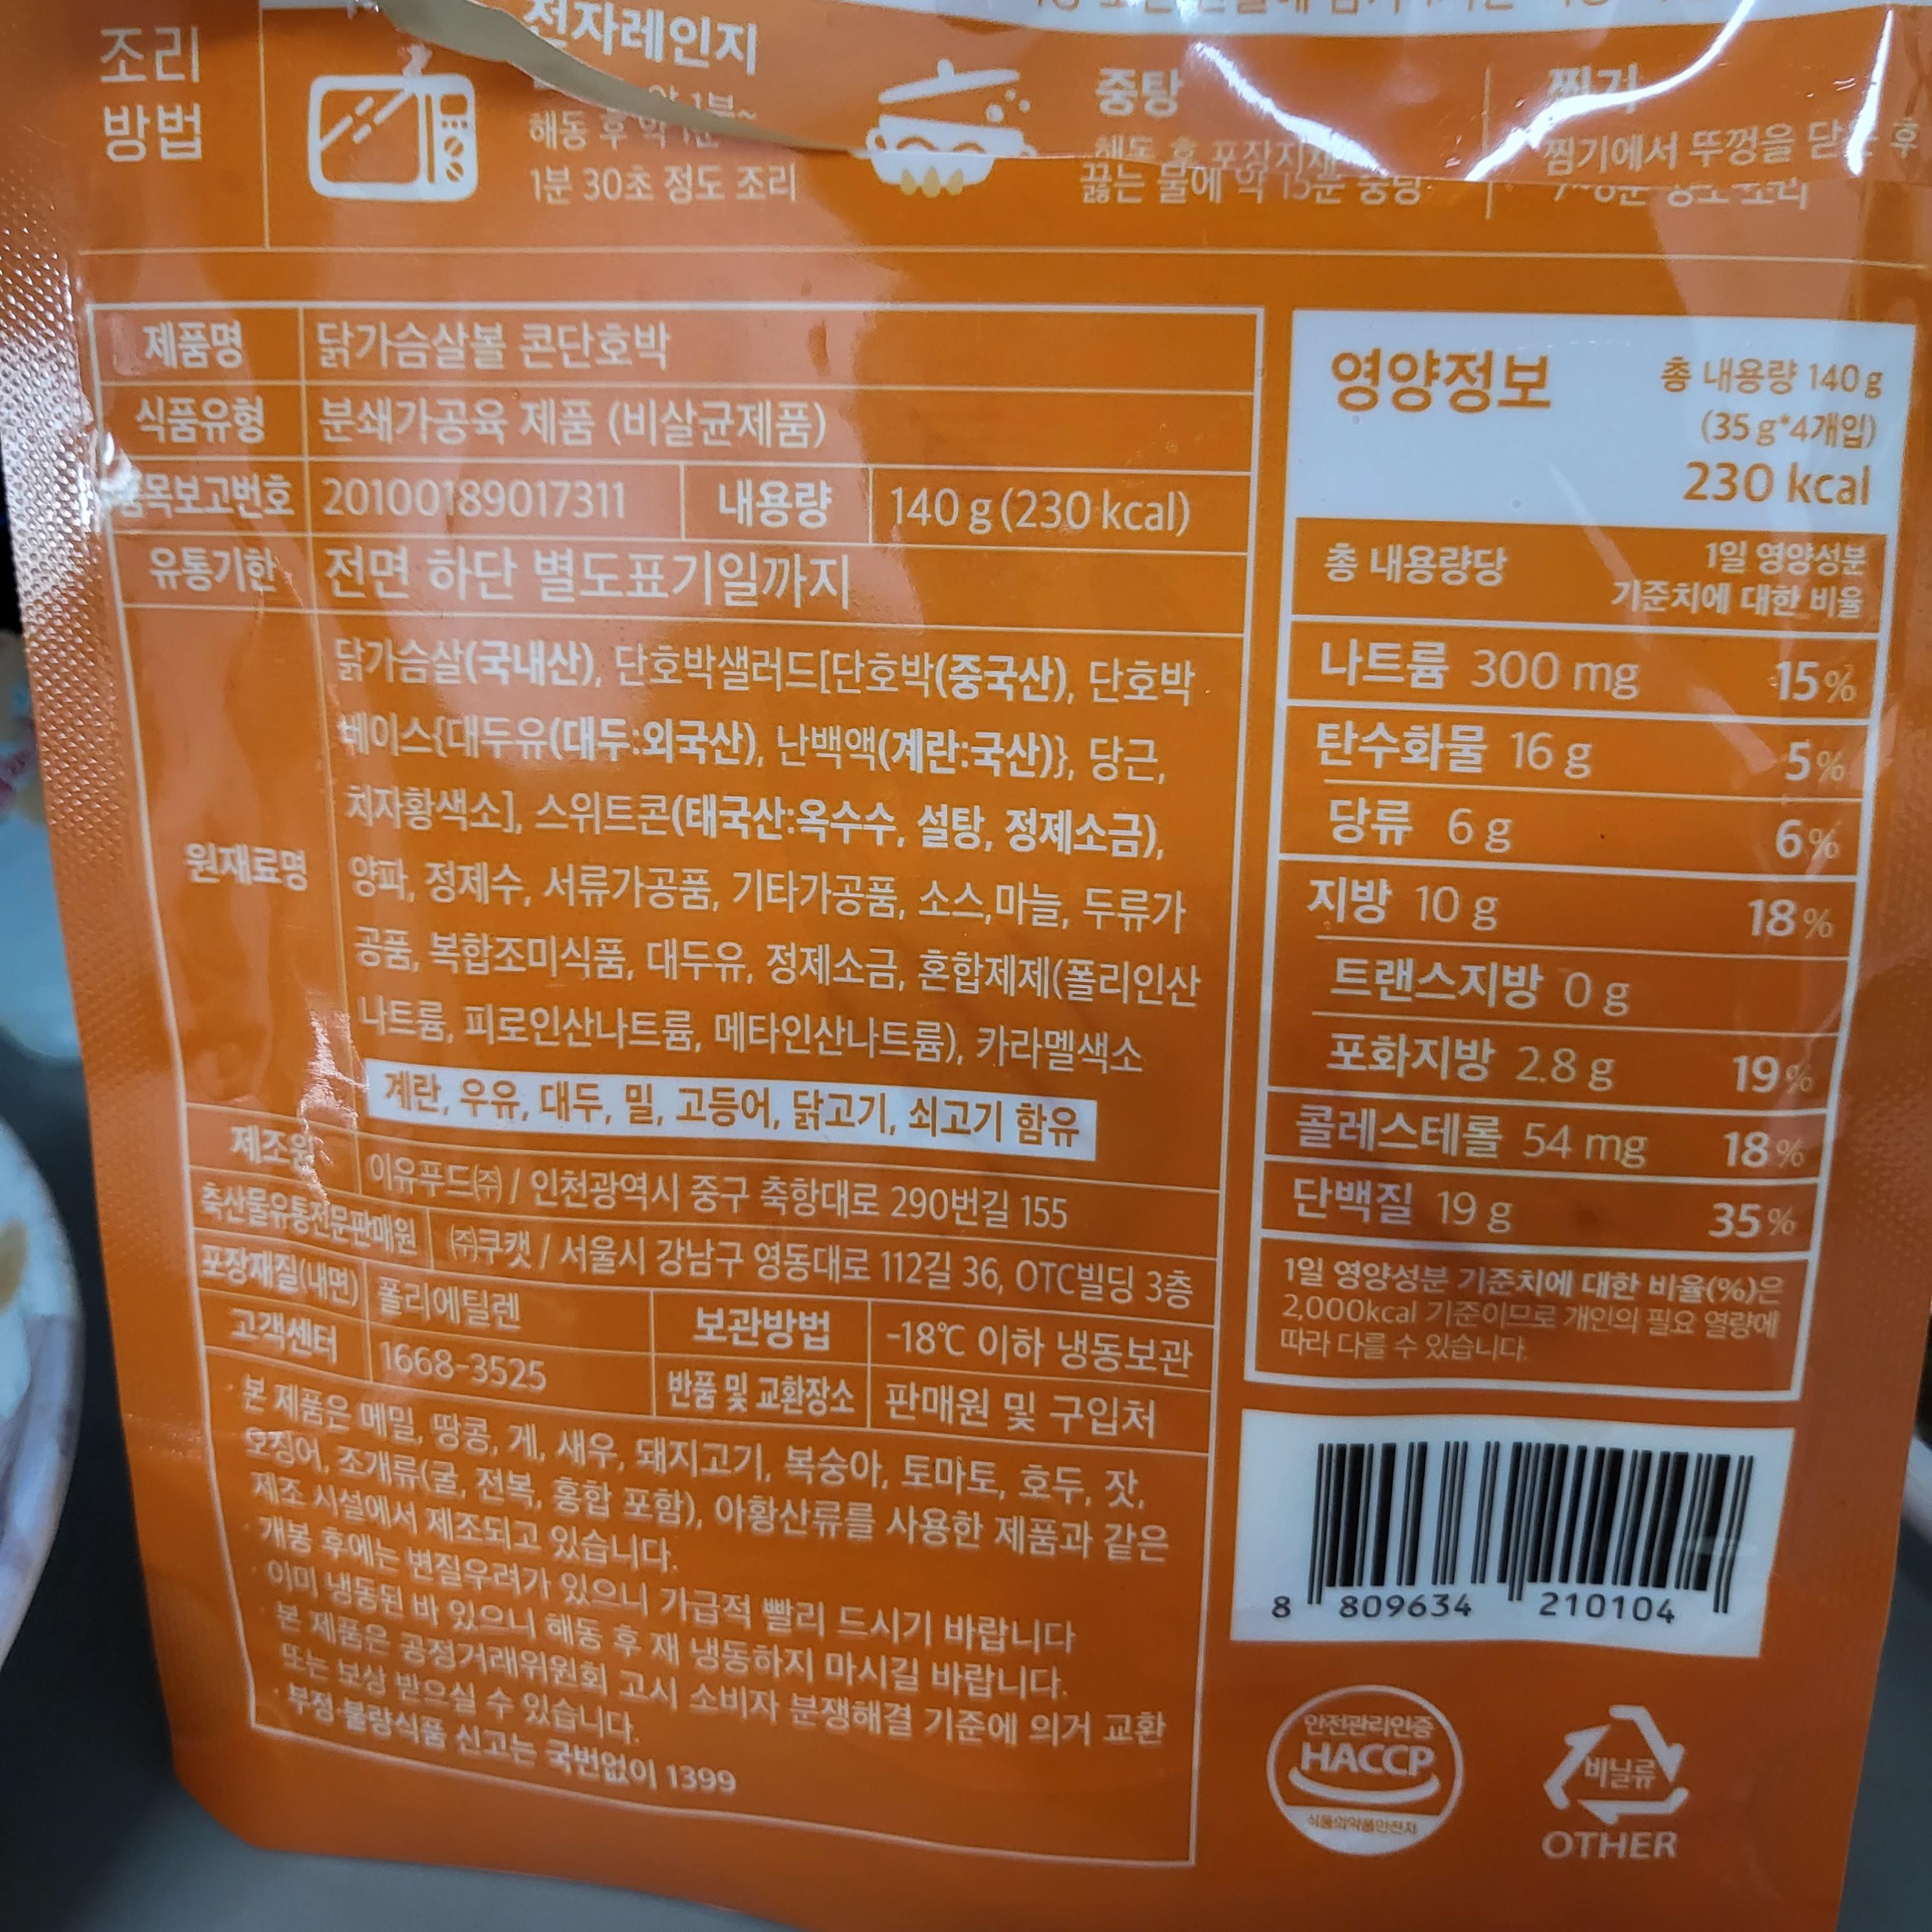 조리
방법
전자레인지
해동 후 약 1분~
1분 30초 정도 조리
중탕
해동 후 포장지째
끓는 물에 약 15분 중탕
찜기
찜기에서 뚜껑을 닫은 후
7~8분 정도 조리
제품명 닭가슴살볼 콘단호박
식품유형 분쇄가공육 제품 (비살균제품)
품목보고번호 20100189017311 내용량 140 g (230 kcal)
유통기한 전면 하단 별도표기일까지
원재료명
닭가슴살(국내산), 단호박샐러드[단호박(중국산), 단호박
베이스{대두유(대두:외국산), 난백액(계란:국산)}, 당근,
치자황색소], 스위트콘(태국산:옥수수, 설탕, 정제소금),
양파, 정제수, 서류가공품, 기타가공품, 소스,마늘, 두류가
공품, 복합조미식품, 대두유, 정제소금, 혼합제제(폴리인산
나트륨, 피로인산나트륨, 메타인산나트륨), 카라멜색소
계란, 우유, 대두, 밀, 고등어, 닭고기, 쇠고기 함유
제조원 이유푸드㈜ / 인천광역시 중구 축항대로 290번길 155
축산물유통전문판매원 ㈜쿠캣 / 서울시 강남구 영동대로 112길 36, OTC빌딩 3층
포장재질(내면) 폴리에틸렌 보관방법 -18℃ 이하 냉동보관
고객센터 1668-3525 반품 및 교환장소 판매원 및 구입처
· 본 제품은 메밀, 땅콩, 게, 새우, 돼지고기, 복숭아, 토마토, 호두, 잣,
오징어, 조개류(굴, 전복, 홍합 포함), 아황산류를 사용한 제품과 같은
제조 시설에서 제조되고 있습니다.
· 개봉 후에는 변질우려가 있으니 가급적 빨리 드시기 바랍니다
· 이미 냉동된 바 있으니 해동 후 재 냉동하지 마시길 바랍니다.
· 본 제품은 공정거래위원회 고시 소비자 분쟁해결 기준에 의거 교환
또는 보상 받으실 수 있습니다.
· 부정·불량식품 신고는 국번없이 1399
영양정보 총 내용량 140 g
(35 g*4개입)
230 kcal
총 내용량당 1일 영양성분
기준치에 대한 비율
나트륨 300 mg 15 %
탄수화물 16 g 5 %
당류 6 g 6 %
지방 10 g 18 %
트랜스지방 0 g
포화지방 2.8 g 19 %
콜레스테롤 54 mg 18 %
단백질 19 g 35 %
1일 영양성분 기준치에 대한 비율(%)은
2,000kcal 기준이므로 개인의 필요 열량에
따라 다를 수 있습니다.
8 809634 210104
안전관리인증
HACCP
식품의약품안전처
비닐류
OTHER